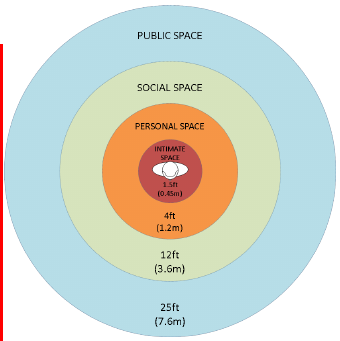 PUBLIC SPACE
SOCIAL SPACE
PERSONAL SPACE
INTIMATE
SPACE
1.5ft
(0.45m)
4ft
(1.2m)
12ft
(3.6m)
25ft
(7.6m)